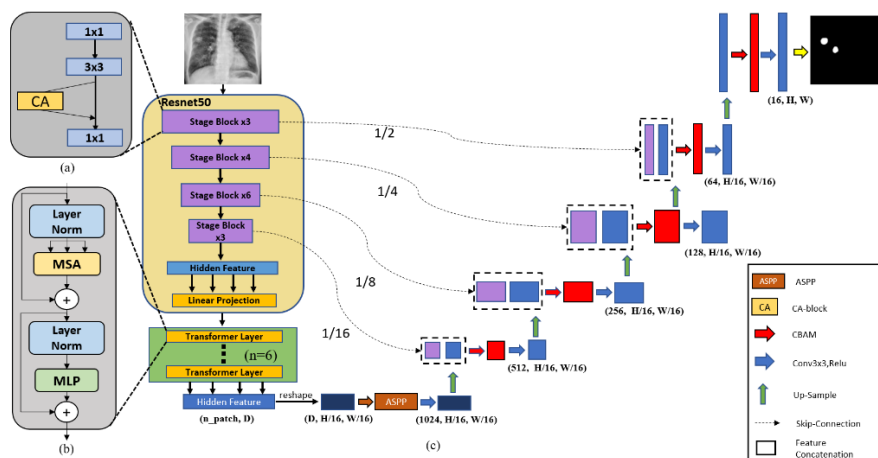 1x1
3x3
CA
1x1
(a)
Layer
Norm
MSA
+
Layer
Norm
MLP
+
(b)
Resnet50
Stage Block x3
Stage Block x4
Stage Block x6
Stage Block
x3
Hidden Feature
Linear Projection
Transformer Layer
(n=6)
Transformer Layer
Hidden Feature
(n_patch, D)
reshape
(D, H/16, W/16)
ASPP
(1024, H/16, W/16)
(c)
1/2
1/4
1/8
1/16
(512, H/16, W/16)
(256, H/16, W/16)
(128, H/16, W/16)
(64, H/16, W/16)
(16, H, W)
ASPP ASPP
CA CA-block
CBAM
Conv3x3,Relu
Up-Sample
Skip-Connection
Feature
Concatenation